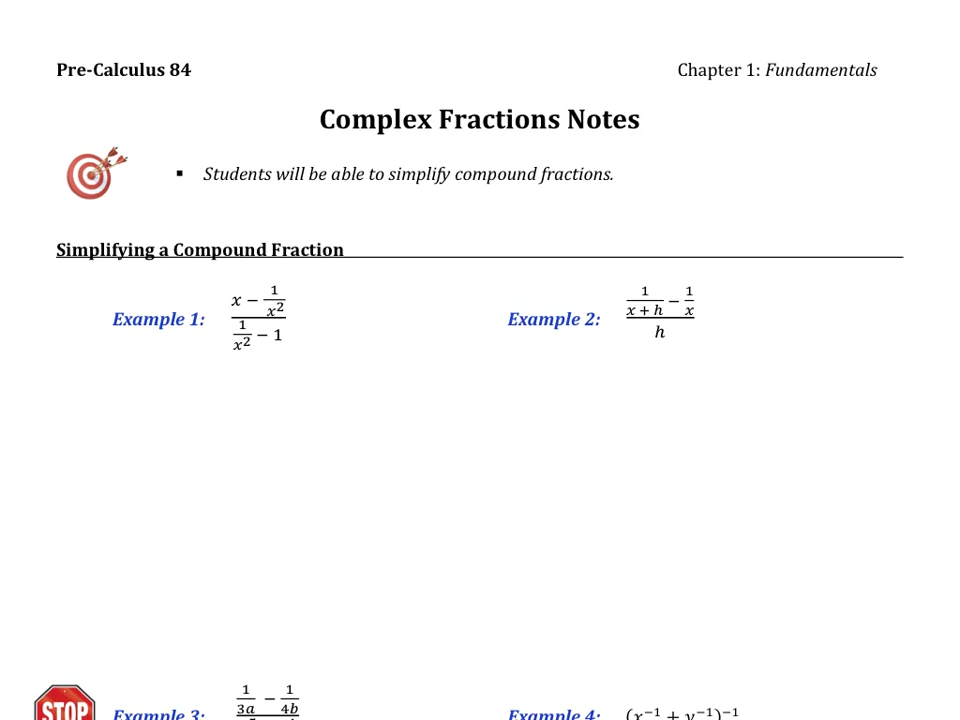 Pre-Calculus 84 Chapter 1: Fundamentals
Complex Fractions Notes
▪ Students will be able to simplify compound fractions.
Simplifying a Compound Fraction
Example 1: (x − 1/x²)/(1/x² − 1) Example 2: (1/(x + h) − 1/x)/h
STOP Example 3: 1/3a − 1/4b Example 4: (x⁻¹ + y⁻¹)⁻¹